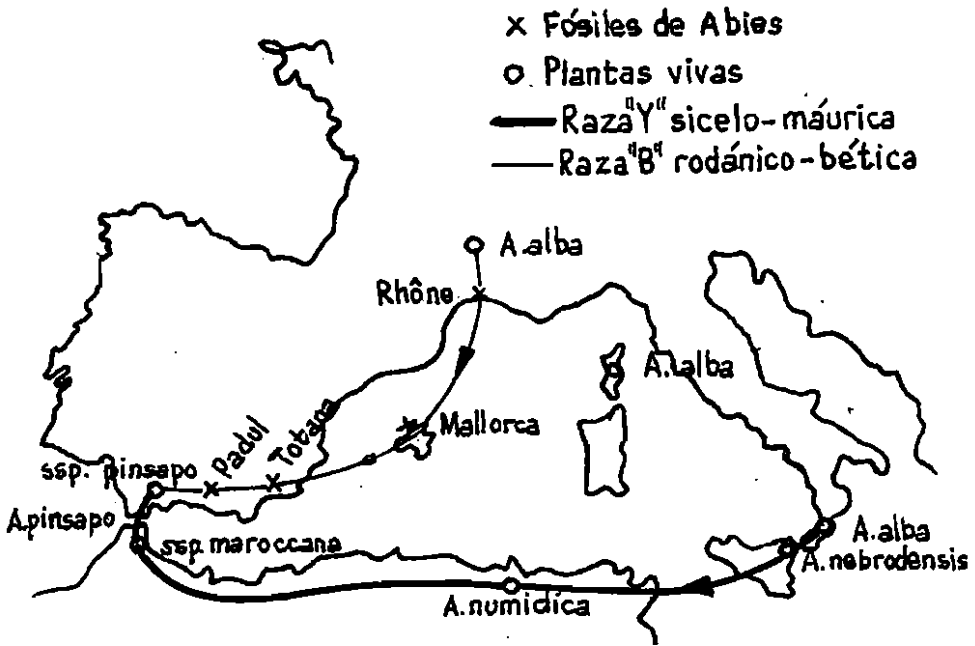 x Fósiles de Abies
o Plantas vivas
Raza "Y" sicelo-máurica
Raza "B" rodánico-bética
A.alba
Rhône
A.alba
Mallorca
Totana
Padul
ssp. pinsapo
A.pinsapo
ssp. maroccana
A.alba
A.nebrodensis
A.numidica